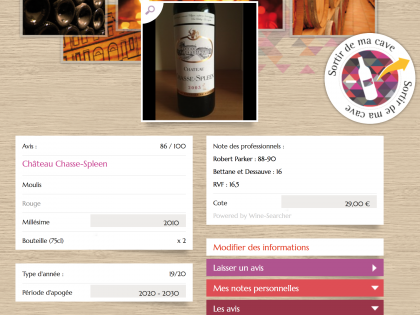 CHATEAU
CHASSE-SPLEEN
Sortir de ma cave
Sortir de ma cave
Avis :
86 / 100
Château Chasse-Spleen
Moulis
Rouge
Millésime
2010
Bouteille (75cl)
x 2
Type d'année :
19/20
Période d'apogée
2020 - 2030
Note des professionnels :
Robert Parker : 88-90
Bettane et Dessauve : 16
RVF : 16,5
Cote
29,00 €
Powered by Wine-Searcher
Modifier des informations
Laisser un avis
Mes notes personnelles
Les avis